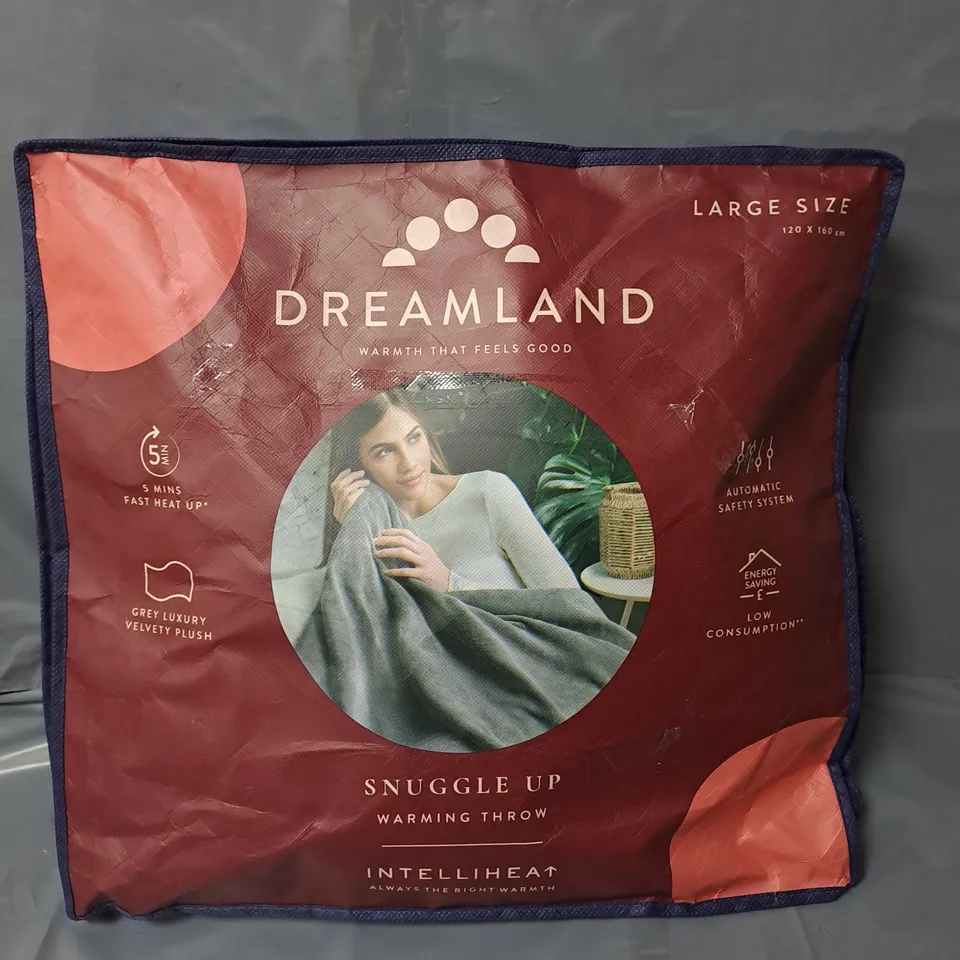 LARGE SIZE
120 X 160 cm
DREAMLAND
WARMTH THAT FEELS GOOD
5 MIN
5 MINS
FAST HEAT UP*
AUTOMATIC
SAFETY SYSTEM
GREY LUXURY
VELVETY PLUSH
ENERGY
SAVING
£
LOW
CONSUMPTION**
SNUGGLE UP
WARMING THROW
INTELLIHEAT
ALWAYS THE RIGHT WARMTH